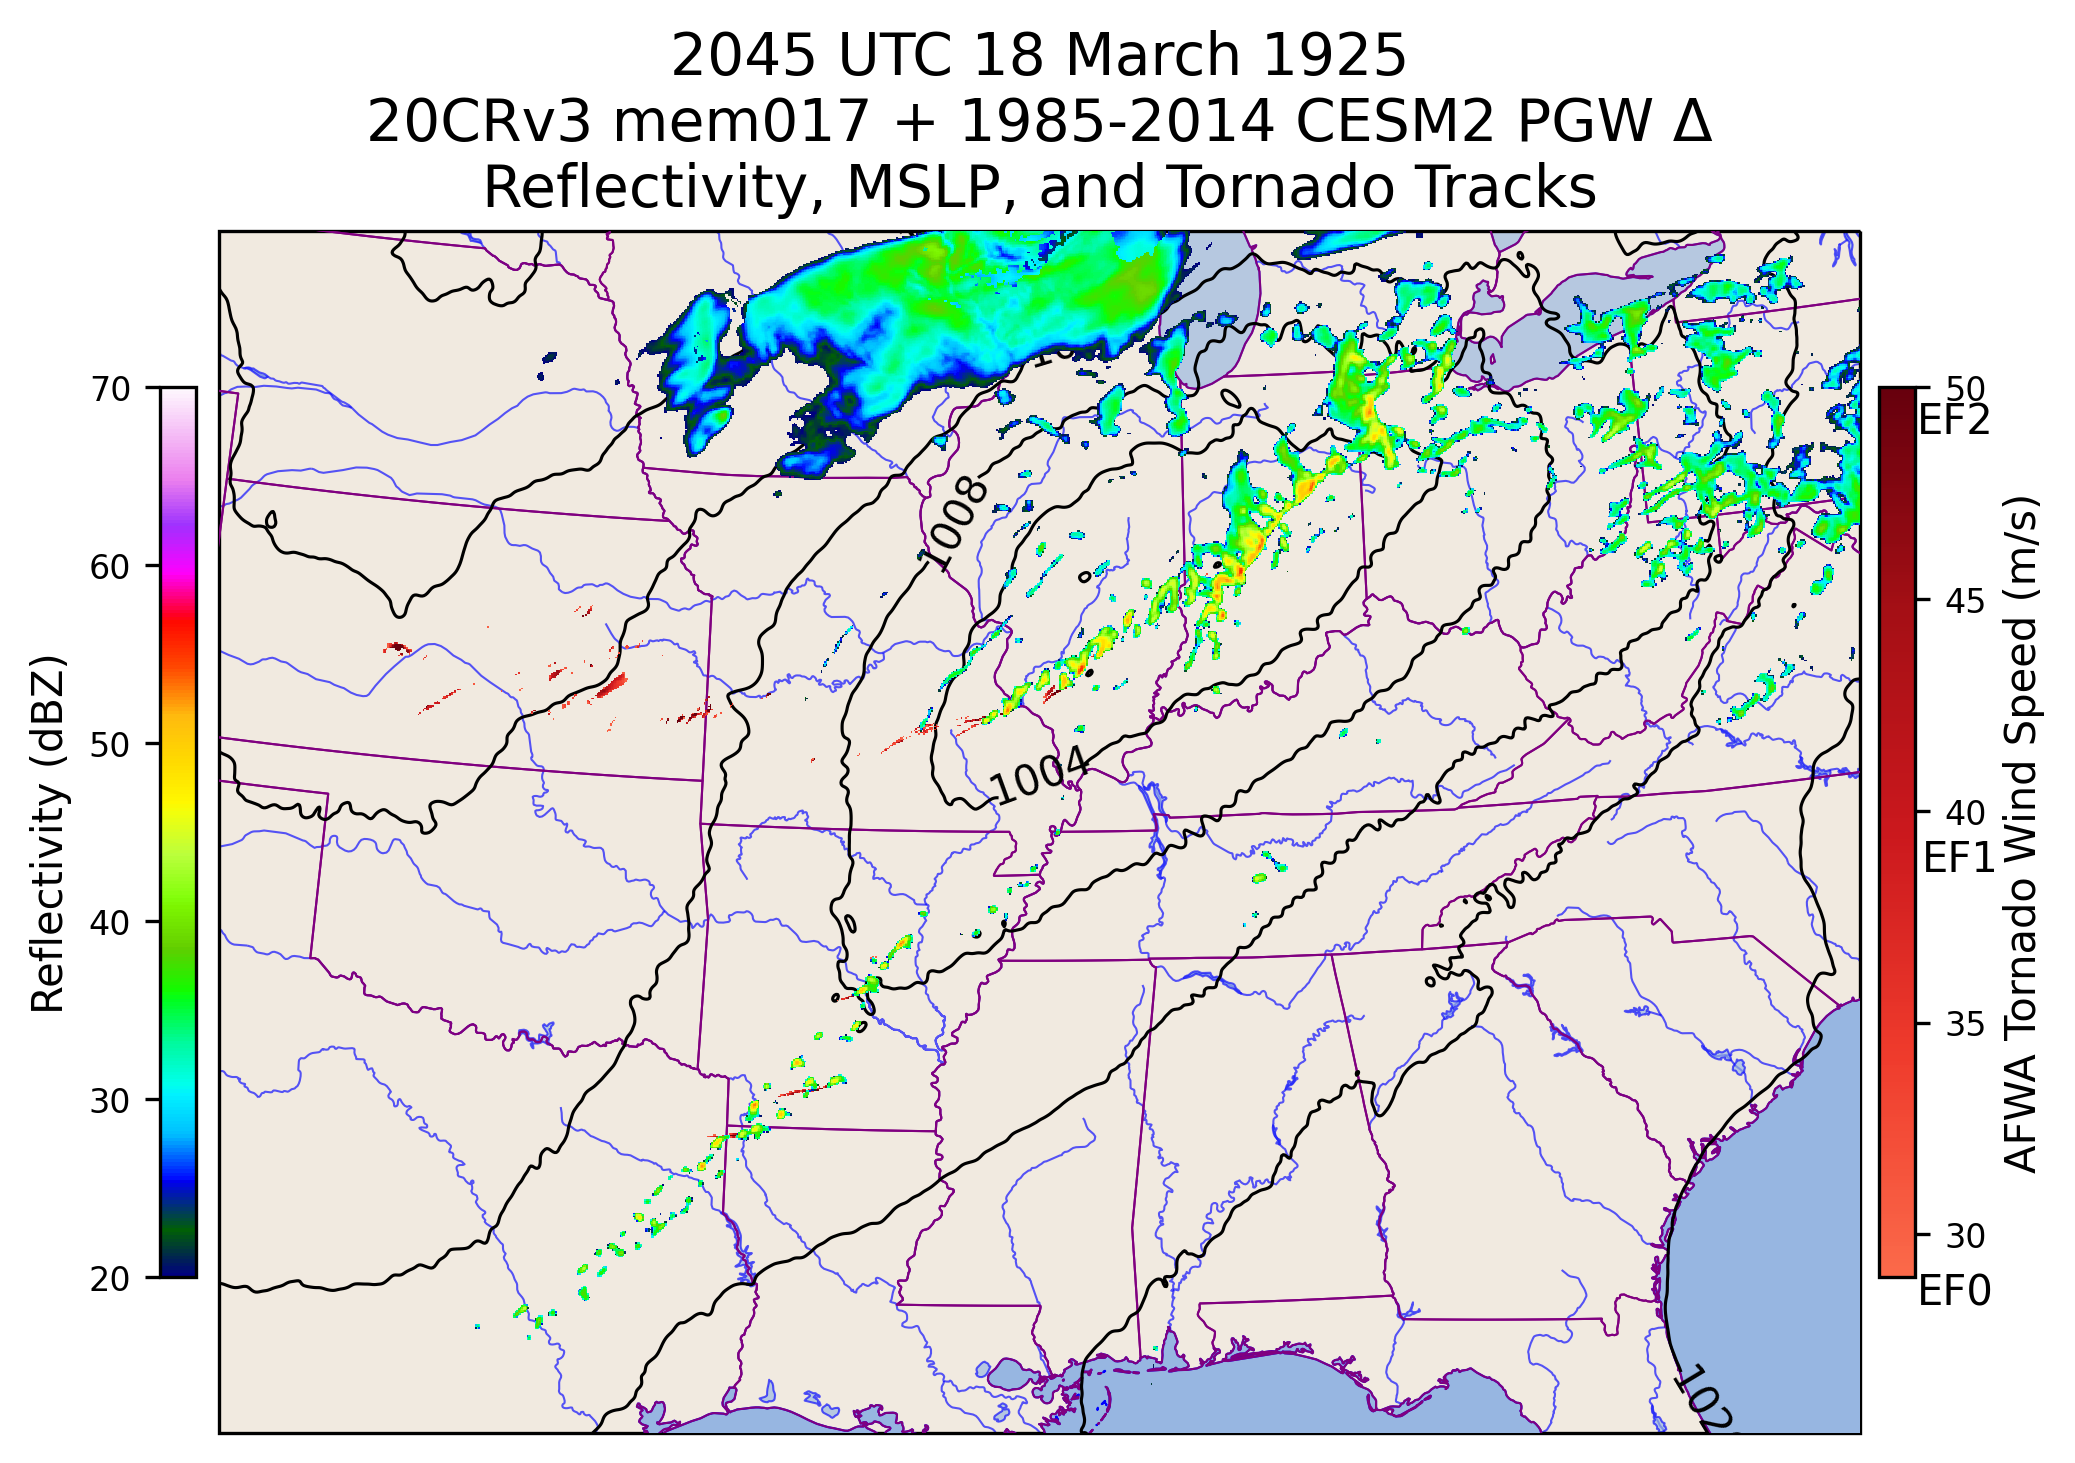 2045 UTC 18 March 1925
20CRv3 mem017 + 1985-2014 CESM2 PGW Δ
Reflectivity, MSLP, and Tornado Tracks
70
60
50
40
30
20
Reflectivity (dBZ)
1008
1004
50
EF2
45
40
EF1
35
30
EF0
AFWA Tornado Wind Speed (m/s)